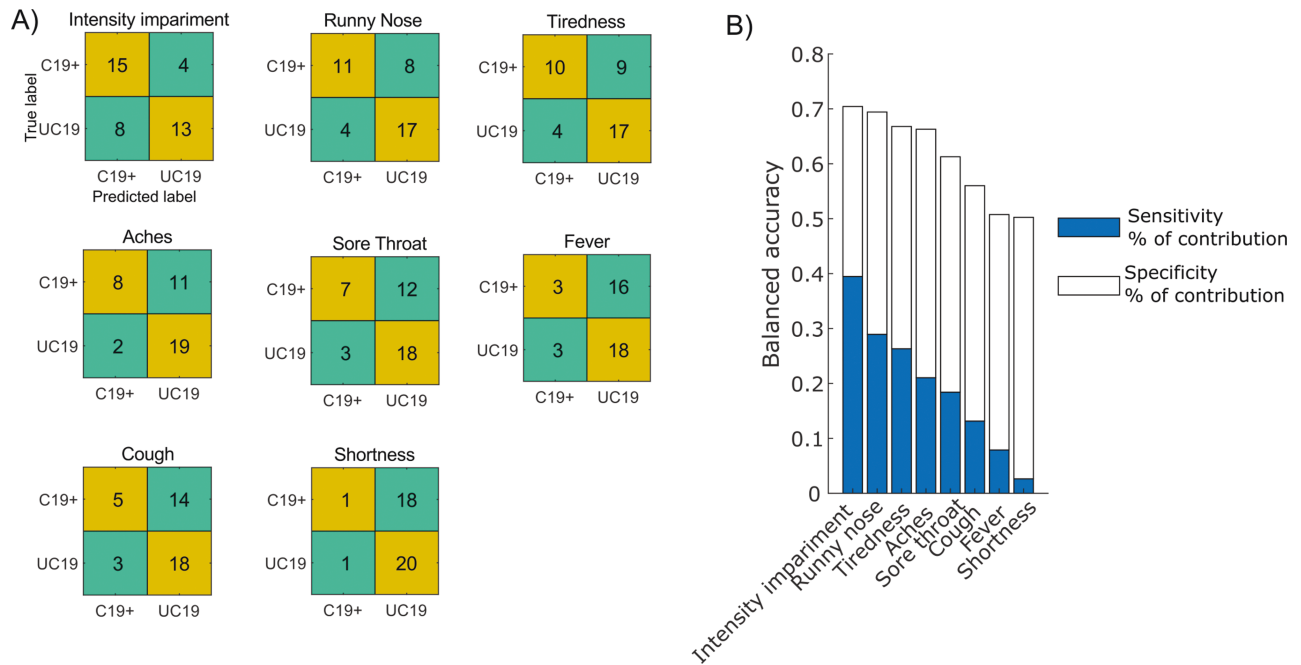 A)
Intensity impariment
True label
C19+
15
4
UC19
8
13
C19+
UC19
Predicted label
Runny Nose
C19+
11
8
UC19
4
17
C19+
UC19
Tiredness
C19+
10
9
UC19
4
17
C19+
UC19
Aches
C19+
8
11
UC19
2
19
C19+
UC19
Sore Throat
C19+
7
12
UC19
3
18
C19+
UC19
Fever
C19+
3
16
UC19
3
18
C19+
UC19
Cough
C19+
5
14
UC19
3
18
C19+
UC19
Shortness
C19+
1
18
UC19
1
20
C19+
UC19
B)
Balanced accuracy
0.8
0.7
0.6
0.5
0.4
0.3
0.2
0.1
0
Intensity impairment
Runny nose
Tiredness
Aches
Sore throat
Cough
Fever
Shortness
Sensitivity
% of contribution
Specificity
% of contribution